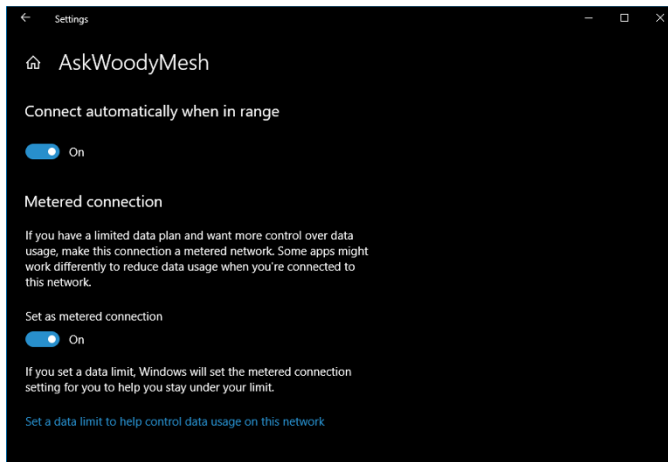 Settings
AskWoodyMesh
Connect automatically when in range
On
Metered connection
If you have a limited data plan and want more control over data
usage, make this connection a metered network. Some apps might
work differently to reduce data usage when you're connected to
this network.
Set as metered connection
On
If you set a data limit, Windows will set the metered connection
setting for you to help you stay under your limit.
Set a data limit to help control data usage on this network